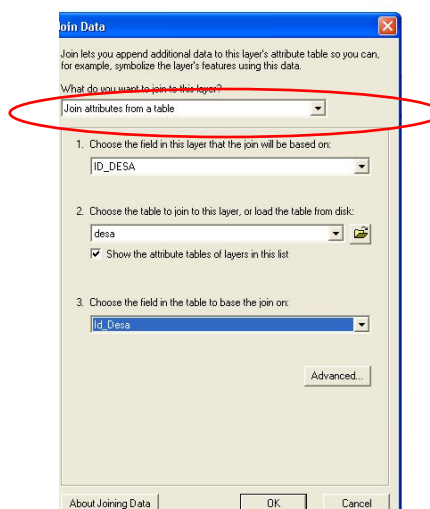 Join Data
Join lets you append additional data to this layer's attribute table so you can,
for example, symbolize the layer's features using this data.
What do you want to join to this layer?
Join attributes from a table
1. Choose the field in this layer that the join will be based on:
ID_DESA
2. Choose the table to join to this layer, or load the table from disk:
desa
Show the attribute tables of layers in this list
3. Choose the field in the table to base the join on:
Id_Desa
Advanced...
About Joining Data
OK
Cancel